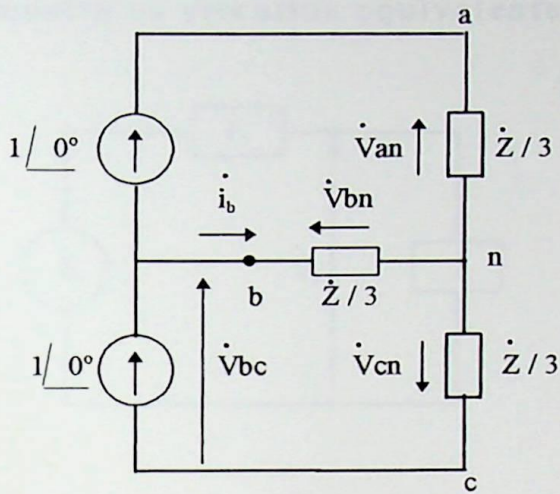 a
1/0° V̇an Ż / 3
i̇b V̇bn
n
b Ż / 3
1/0° V̇bc V̇cn Ż / 3
c